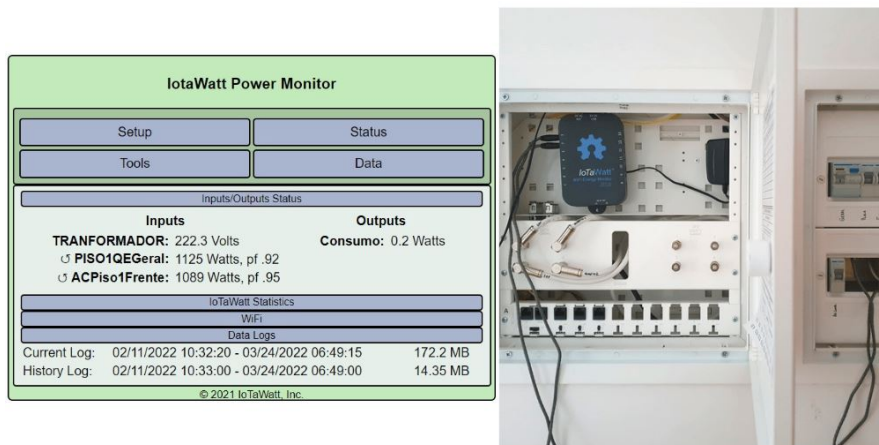 IotaWatt Power Monitor
Setup
Status
Tools
Data
Inputs/Outputs Status
Inputs
Outputs
TRANFORMADOR: 222.3 Volts
Consumo: 0.2 Watts
↺ PISO1QEGeral: 1125 Watts, pf .92
↺ ACPiso1Frente: 1089 Watts, pf .95
IoTaWatt Statistics
WiFi
Data Logs
Current Log: 02/11/2022 10:32:20 - 03/24/2022 06:49:15 172.2 MB
History Log: 02/11/2022 10:33:00 - 03/24/2022 06:49:00 14.35 MB
© 2021 IoTaWatt, Inc.
IoTaWatt